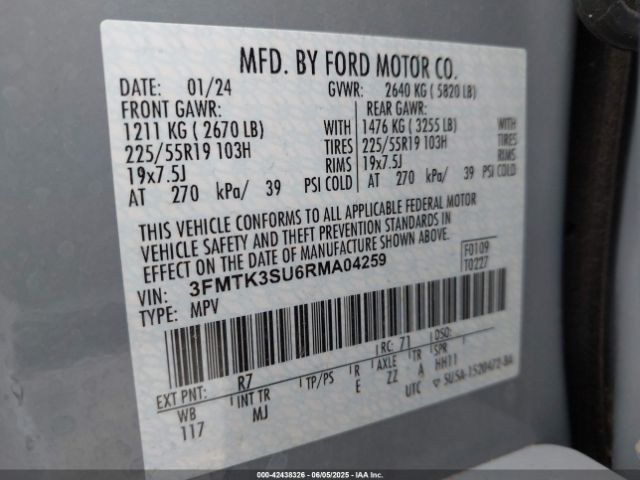 MFD. BY FORD MOTOR CO.
DATE: 01/24 GVWR: 2640 KG ( 5820 LB)
FRONT GAWR: REAR GAWR:
1211 KG ( 2670 LB) WITH 1476 KG ( 3255 LB) WITH
225/55R19 103H TIRES 225/55R19 103H TIRES
19x7.5J RIMS 19x7.5J RIMS
AT 270 kPa/ 39 PSI COLD AT 270 kPa/ 39 PSI COLD
THIS VEHICLE CONFORMS TO ALL APPLICABLE FEDERAL MOTOR
VEHICLE SAFETY AND THEFT PREVENTION STANDARDS IN
EFFECT ON THE DATE OF MANUFACTURE SHOWN ABOVE.
VIN: 3FMTK3SU6RMA04259 F0109
TYPE: MPV T0227
EXT PNT: R7 RC: 71 DSO:
WB INT TR TP/PS R AXLE TR SPR
117 MJ E ZZ A HH11
UTC SU5A-1520472-BA
000-42438326 - 06/05/2025 - IAAI Corp.